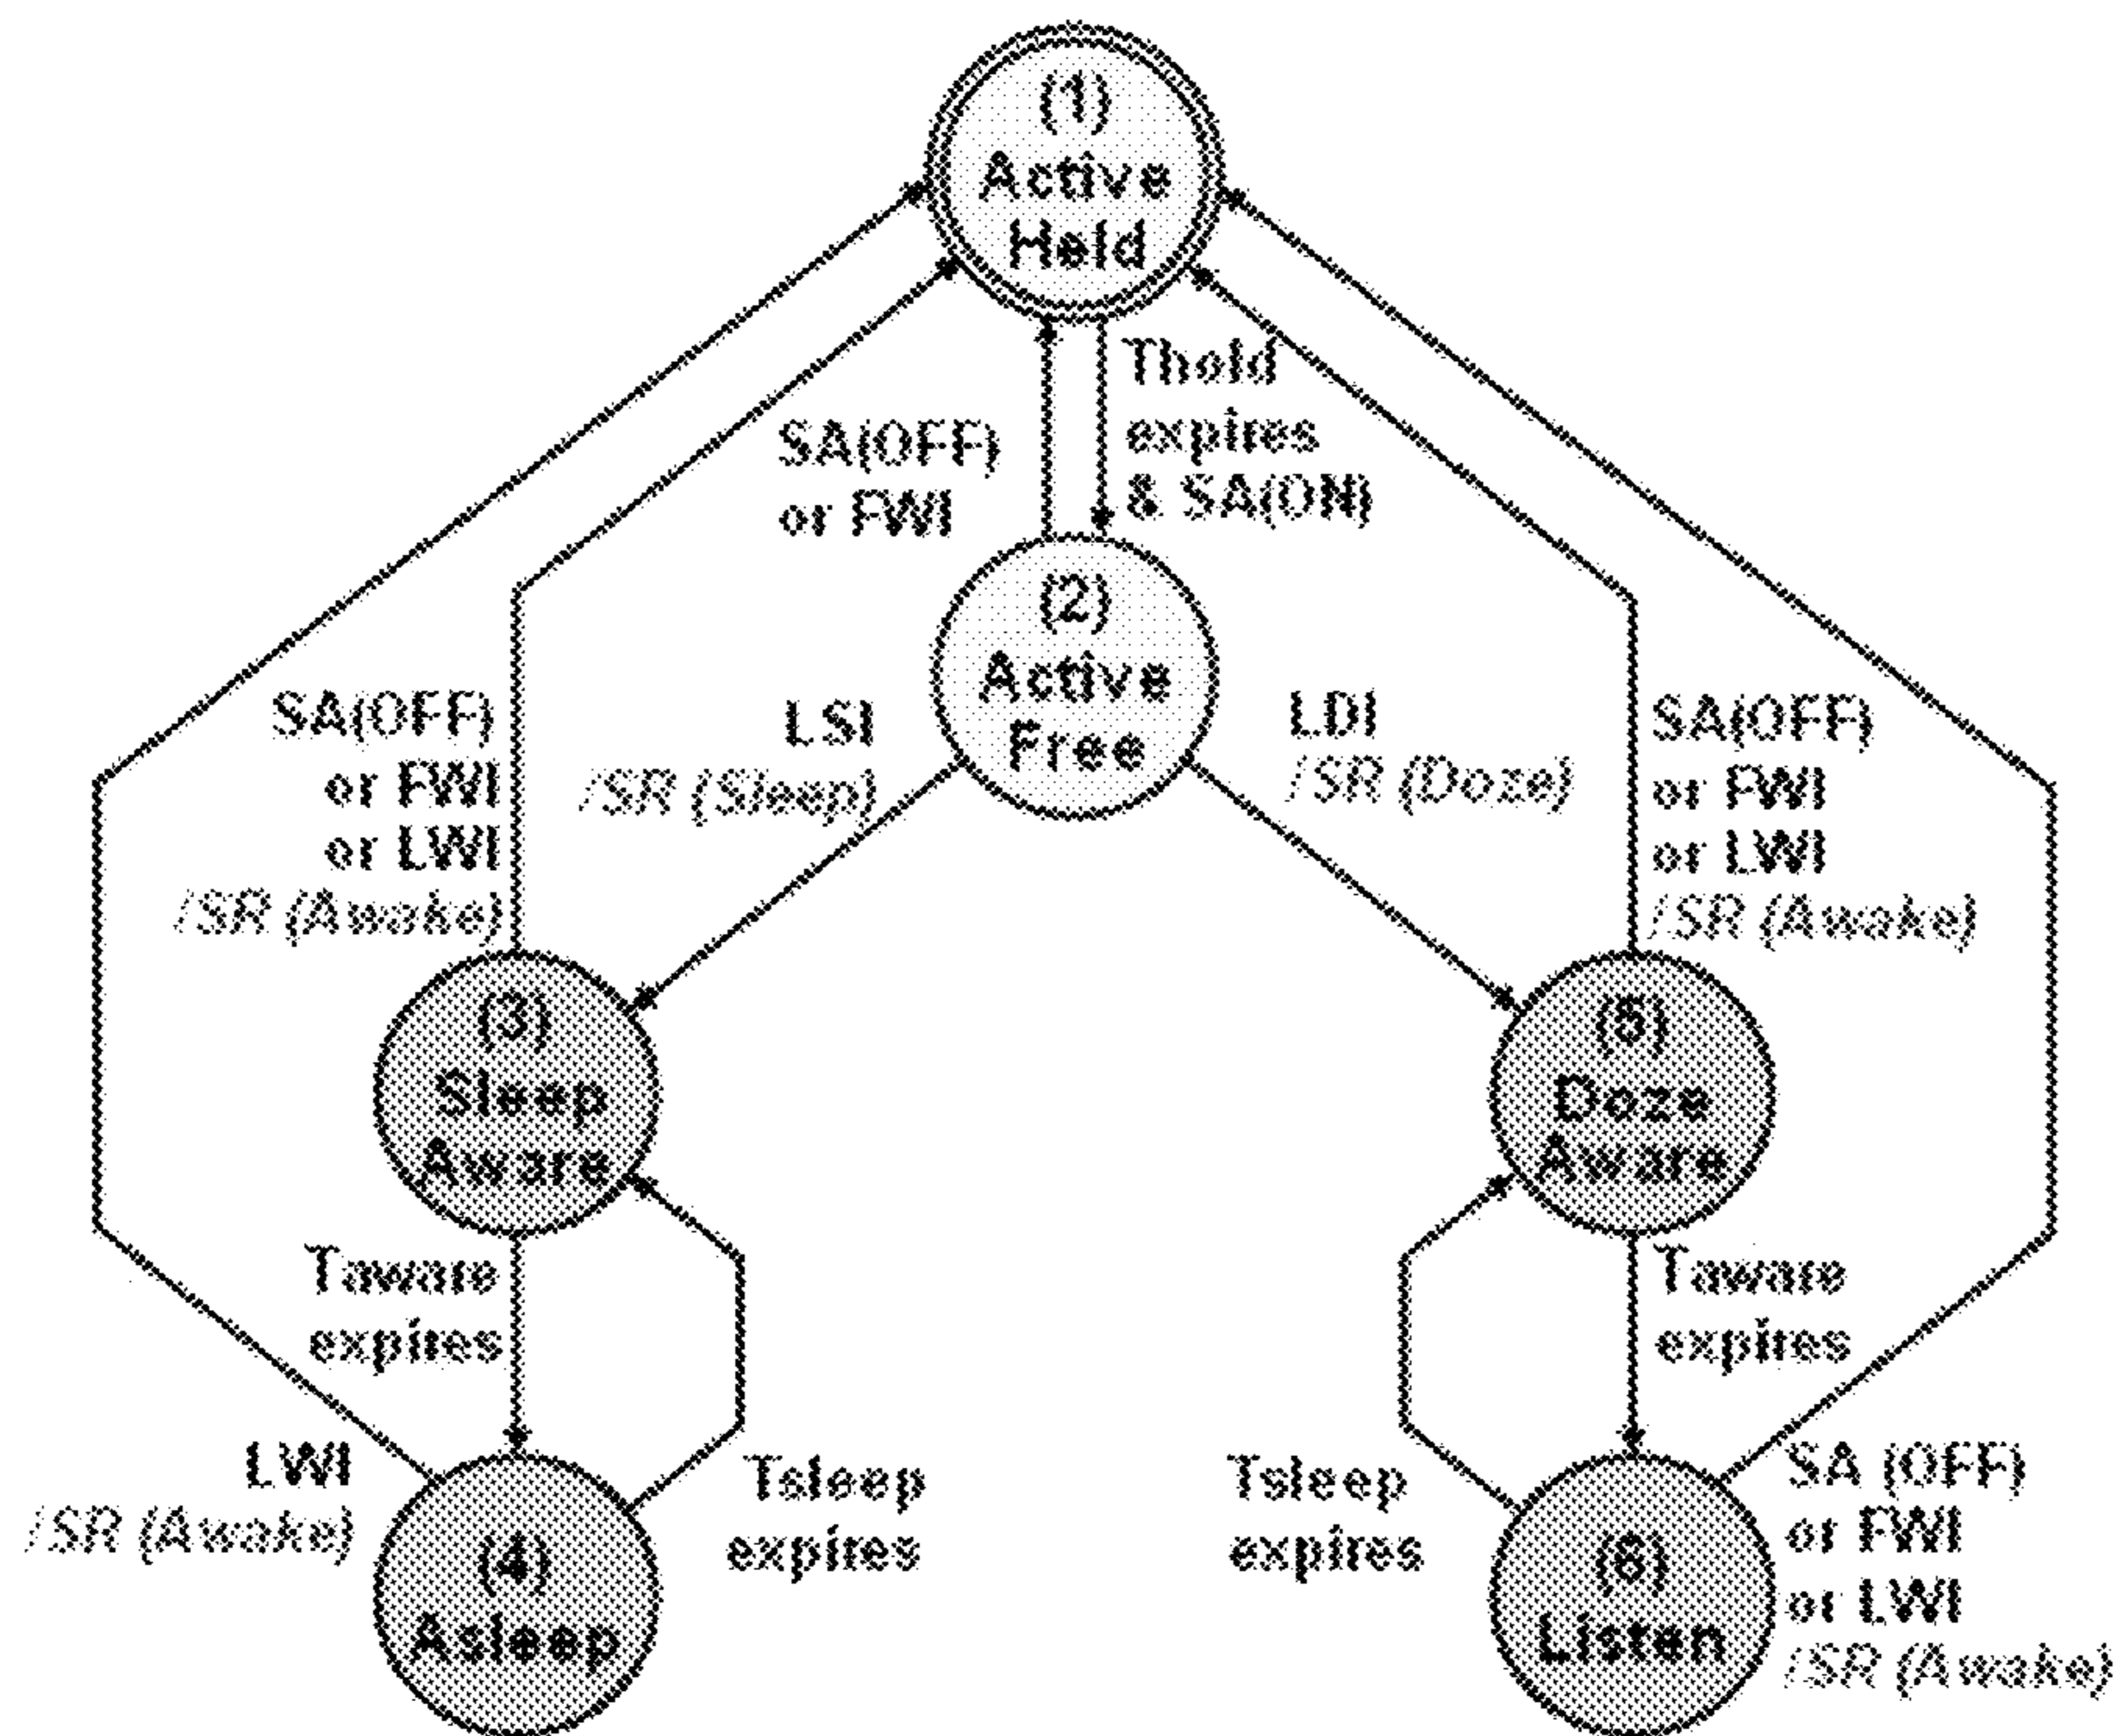 (1)
Active
Held
Thold
expires
& SA(ON)
SA(OFF)
or FWI
(2)
Active
Free
SA(OFF)
or FWI
or LWI
/SR (Awake)
LSI
/SR (Sleep)
LDI
/SR (Doze)
SA(OFF)
or FWI
or LWI
/SR (Awake)
(3)
Sleep
Aware
(5)
Doze
Aware
Taware
expires
Taware
expires
LWI
/SR (Awake)
Tsleep
expires
Tsleep
expires
SA (OFF)
or FWI
or LWI
/SR (Awake)
(4)
Asleep
(6)
Listen